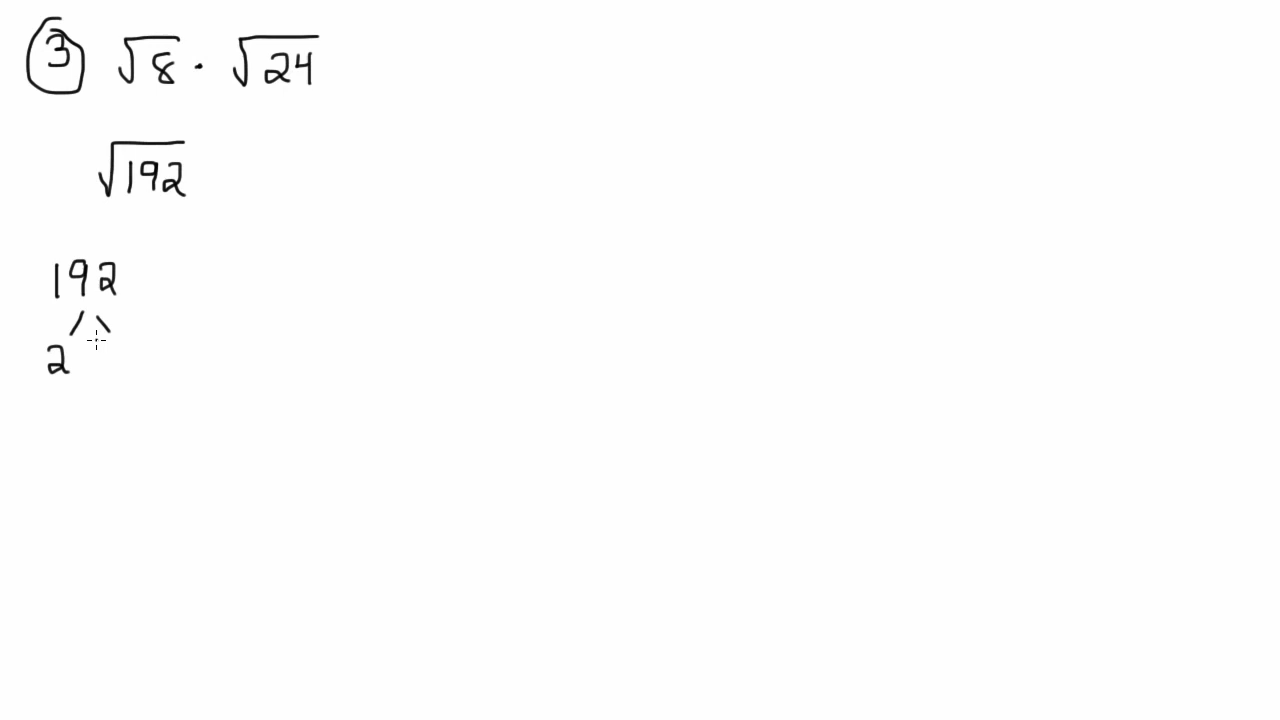 ③ √8 · √24
√192
192
2